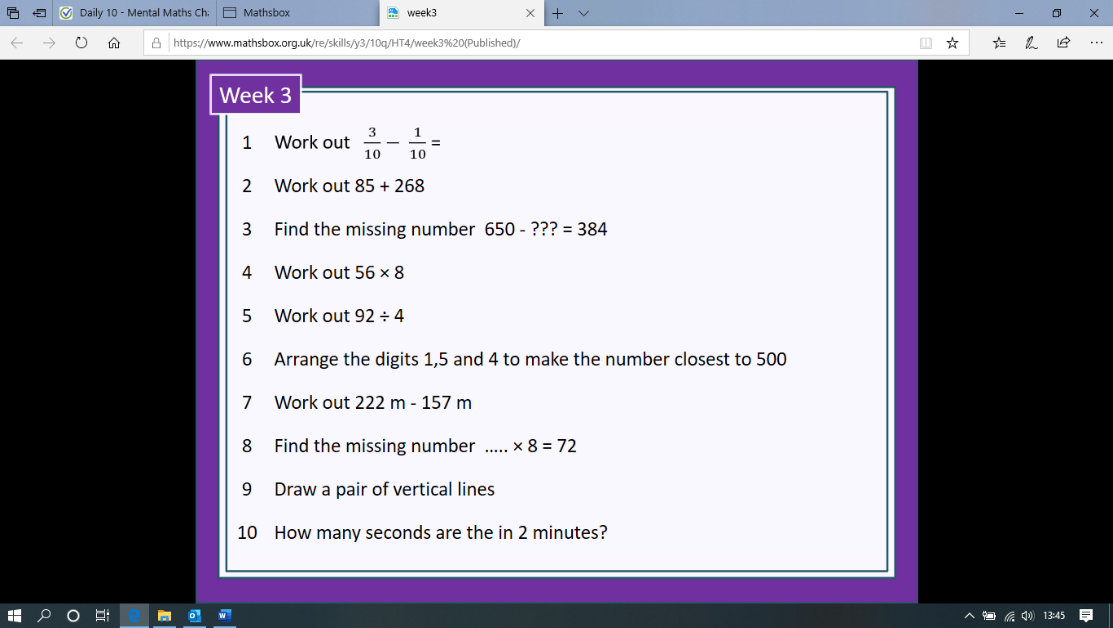 Daily 10 - Mental Maths Ch
Mathsbox
week3
https://www.mathsbox.org.uk/re/skills/y3/10q/HT4/week3%20(Published)/
Week 3
1 Work out 3/10 − 1/10 =
2 Work out 85 + 268
3 Find the missing number 650 - ??? = 384
4 Work out 56 × 8
5 Work out 92 ÷ 4
6 Arrange the digits 1,5 and 4 to make the number closest to 500
7 Work out 222 m - 157 m
8 Find the missing number ..... × 8 = 72
9 Draw a pair of vertical lines
10 How many seconds are the in 2 minutes?
13:45